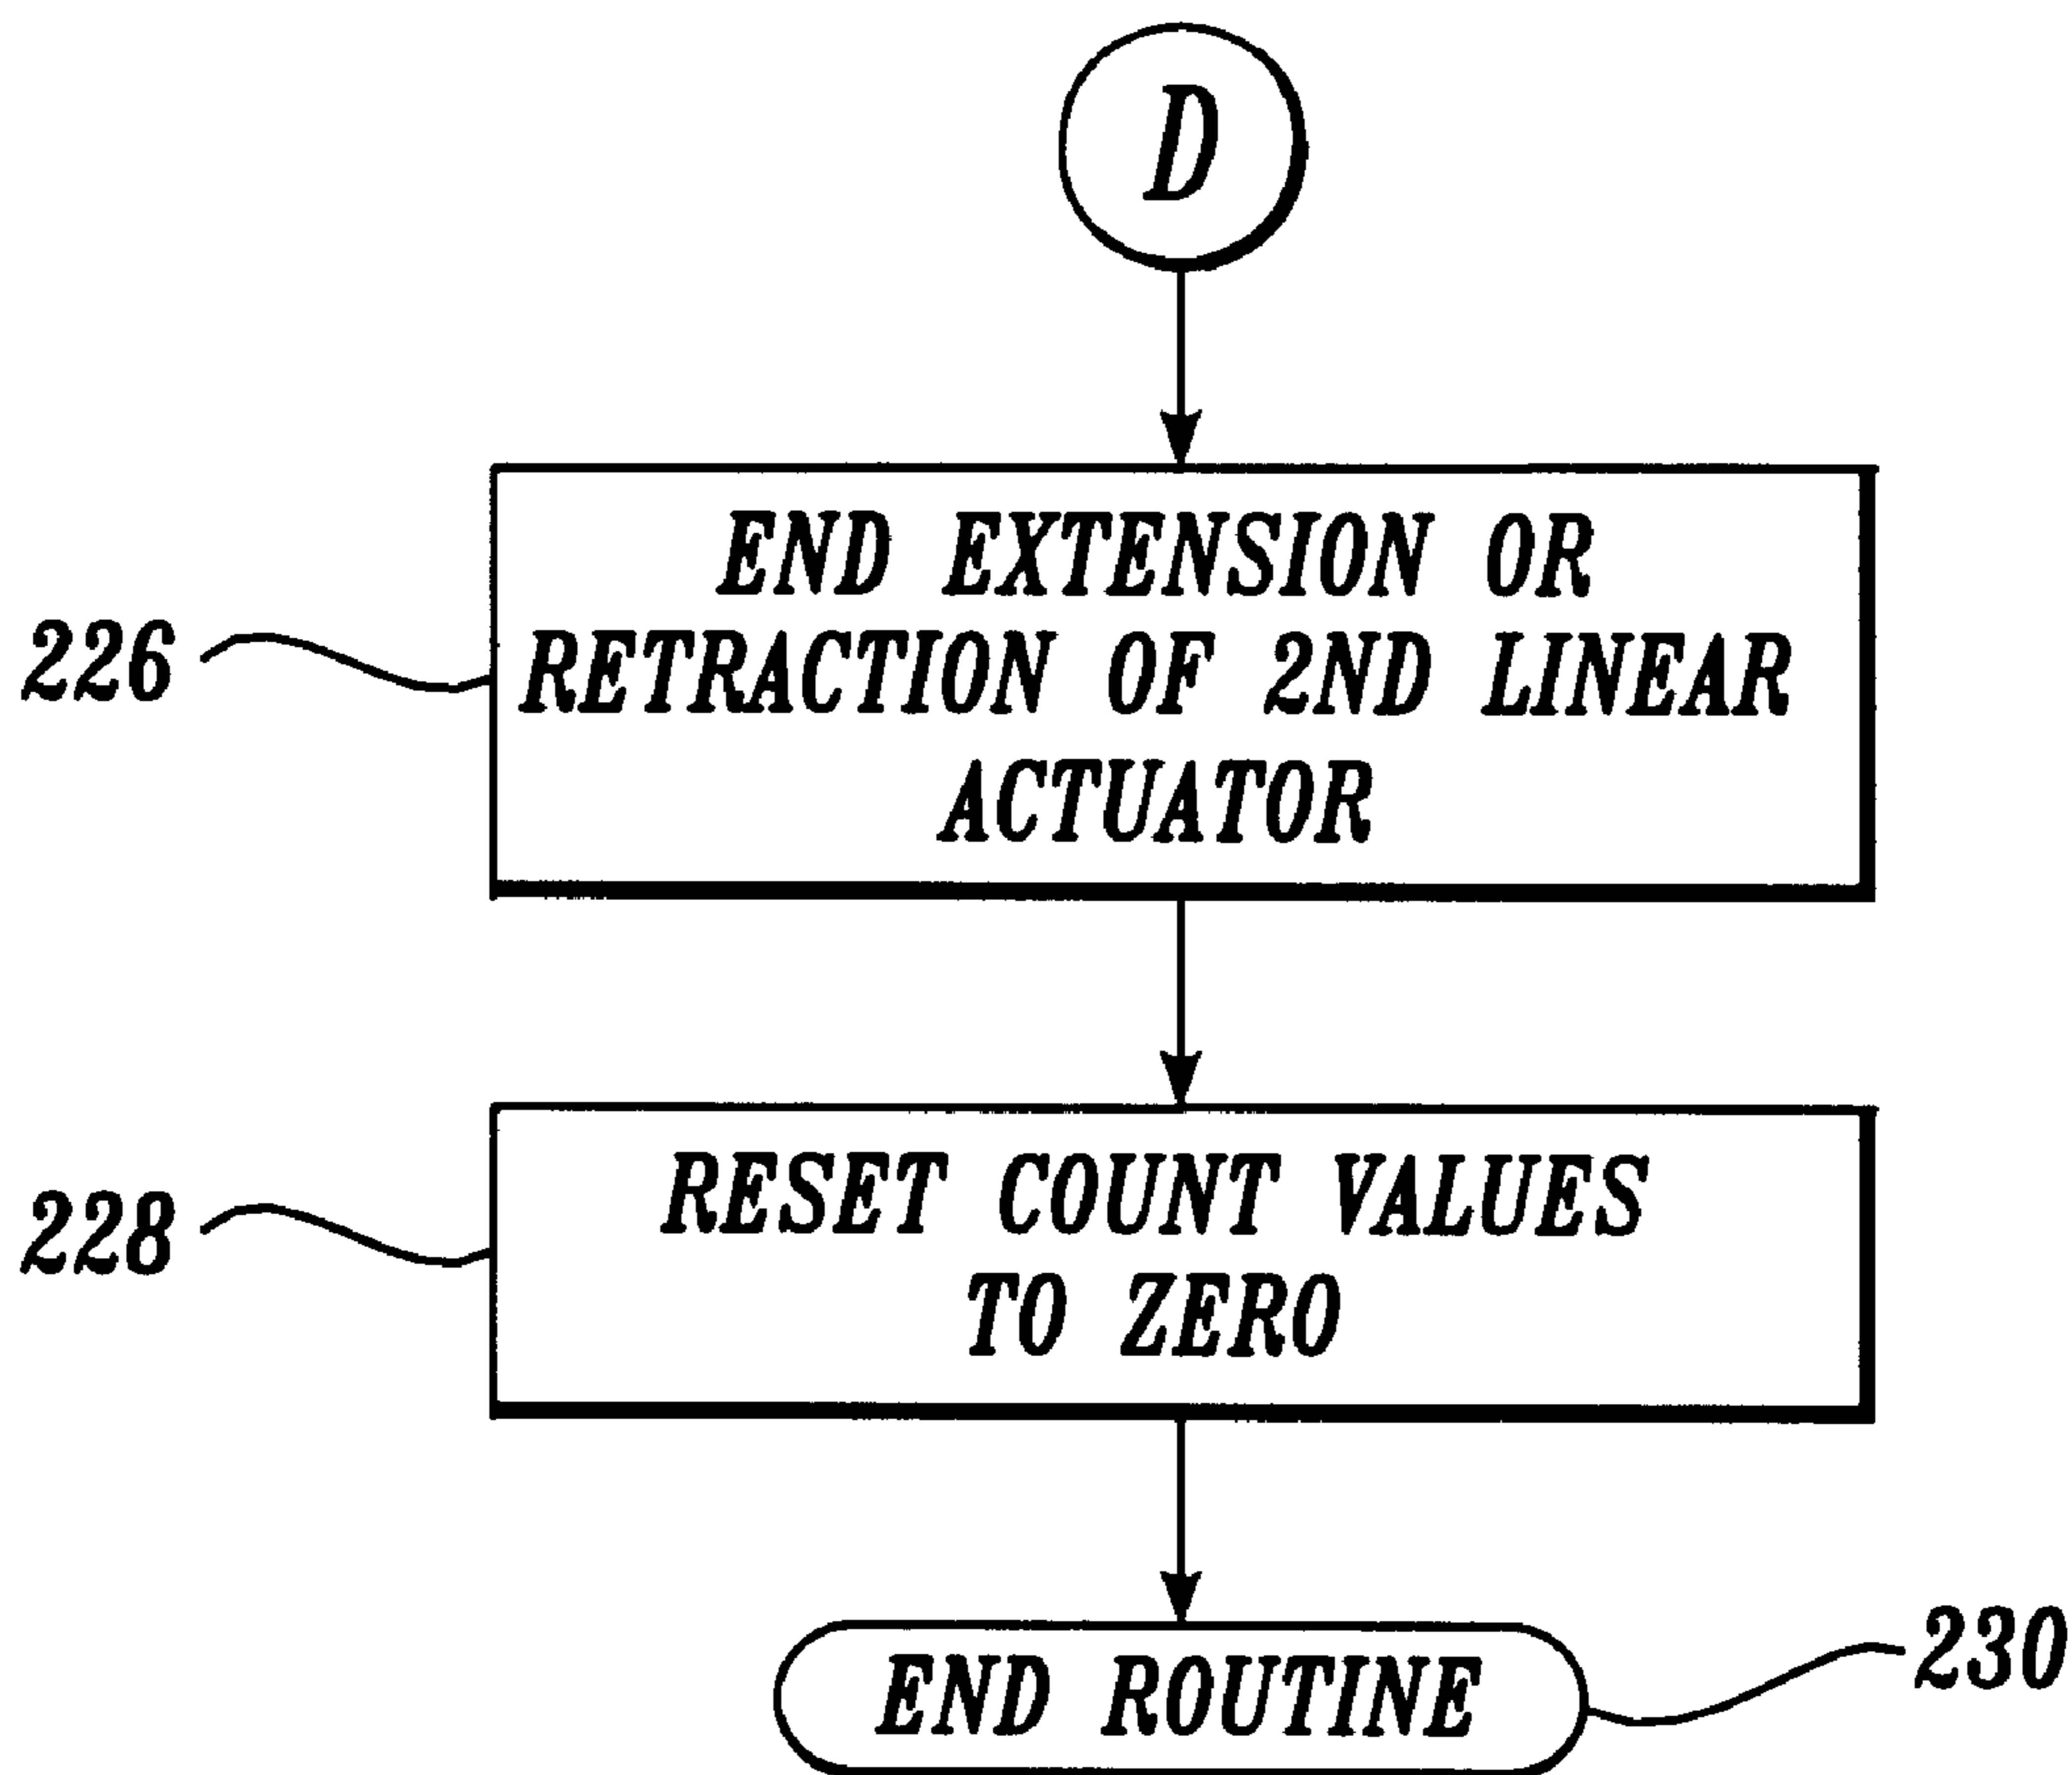 D
END EXTENSION OR
226
RETRACTION OF 2ND LINEAR
ACTUATOR
RESET COUNT VALUES
228
TO ZERO
END ROUTINE
230